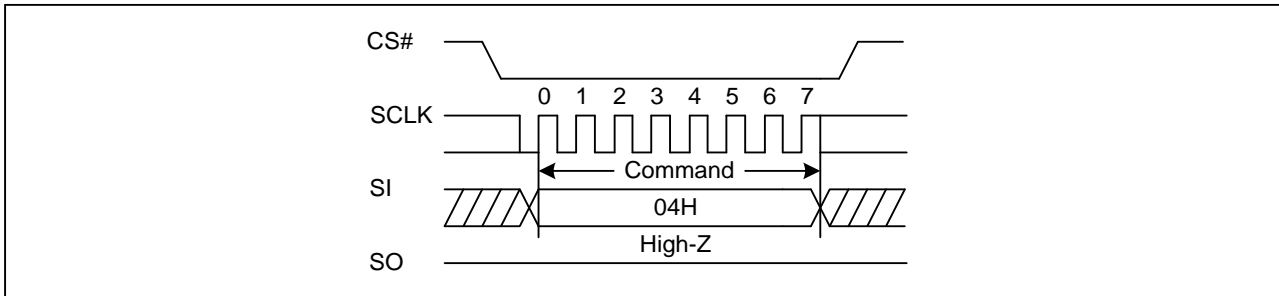 CS#
0 1 2 3 4 5 6 7
SCLK
Command
SI
04H
High-Z
SO